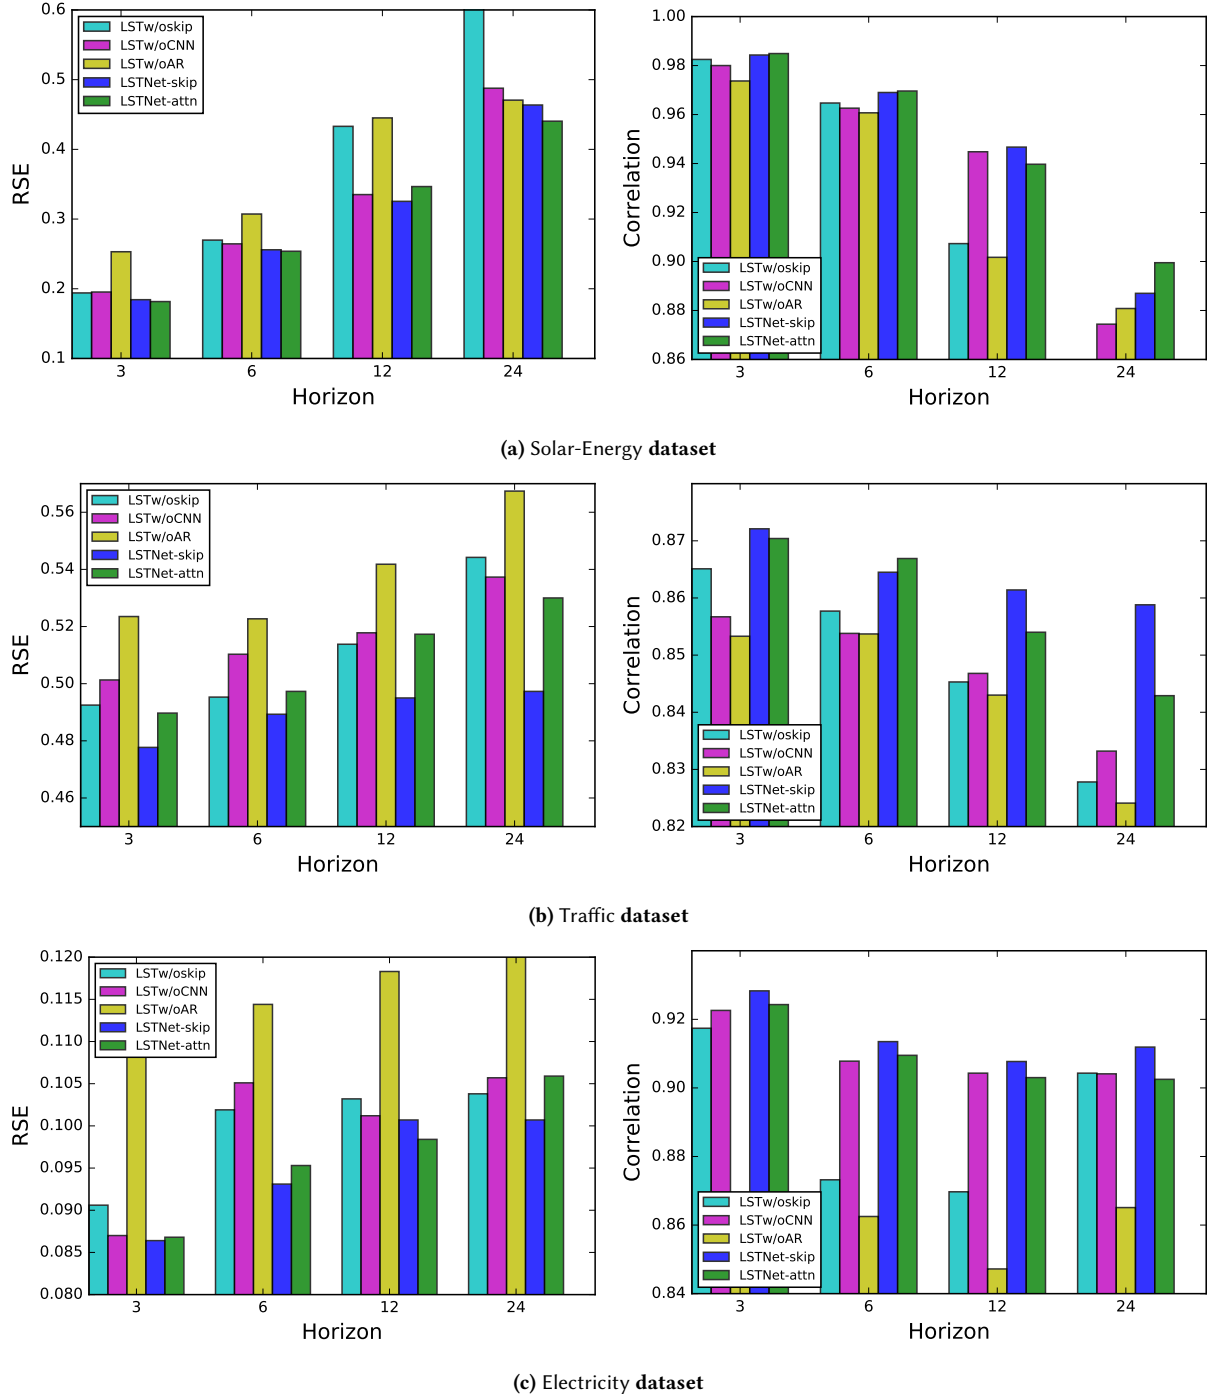 0.6
0.5
0.4
0.3
0.2
0.1
RSE
LSTw/oskip
LSTw/oCNN
LSTw/oAR
LSTNet-skip
LSTNet-attn
3 6 12 24
Horizon
1.00
0.98
0.96
0.94
0.92
0.90
0.88
0.86
Correlation
LSTw/oskip
LSTw/oCNN
LSTw/oAR
LSTNet-skip
LSTNet-attn
3 6 12 24
Horizon
(a) Solar-Energy dataset
0.56
0.54
0.52
0.50
0.48
0.46
RSE
LSTw/oskip
LSTw/oCNN
LSTw/oAR
LSTNet-skip
LSTNet-attn
3 6 12 24
Horizon
0.87
0.86
0.85
0.84
0.83
0.82
Correlation
LSTw/oskip
LSTw/oCNN
LSTw/oAR
LSTNet-skip
LSTNet-attn
3 6 12 24
Horizon
(b) Traffic dataset
0.120
0.115
0.110
0.105
0.100
0.095
0.090
0.085
0.080
RSE
LSTw/oskip
LSTw/oCNN
LSTw/oAR
LSTNet-skip
LSTNet-attn
3 6 12 24
Horizon
0.92
0.90
0.88
0.86
0.84
Correlation
LSTw/oskip
LSTw/oCNN
LSTw/oAR
LSTNet-skip
LSTNet-attn
3 6 12 24
Horizon
(c) Electricity dataset